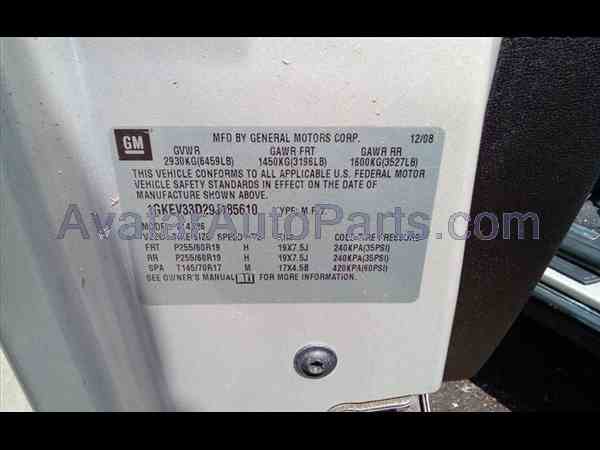 GM
MFD BY GENERAL MOTORS CORP. 12/08
GVWR GAWR FRT GAWR RR
2930KG(6459LB) 1450KG(3196LB) 1600KG(3527LB)
THIS VEHICLE CONFORMS TO ALL APPLICABLE U.S. FEDERAL MOTOR
VEHICLE SAFETY STANDARDS IN EFFECT ON THE DATE OF
MANUFACTURE SHOWN ABOVE.
AvatarAutoParts.com
TYPE:
FRT P255/60R19 H 19X7.5J 240KPA(35PSI)
RR P255/60R19 H 19X7.5J 240KPA(35PSI)
SPA T145/70R17 M 17X4.5B 420KPA(60PSI)
SEE OWNER'S MANUAL FOR MORE INFORMATION.